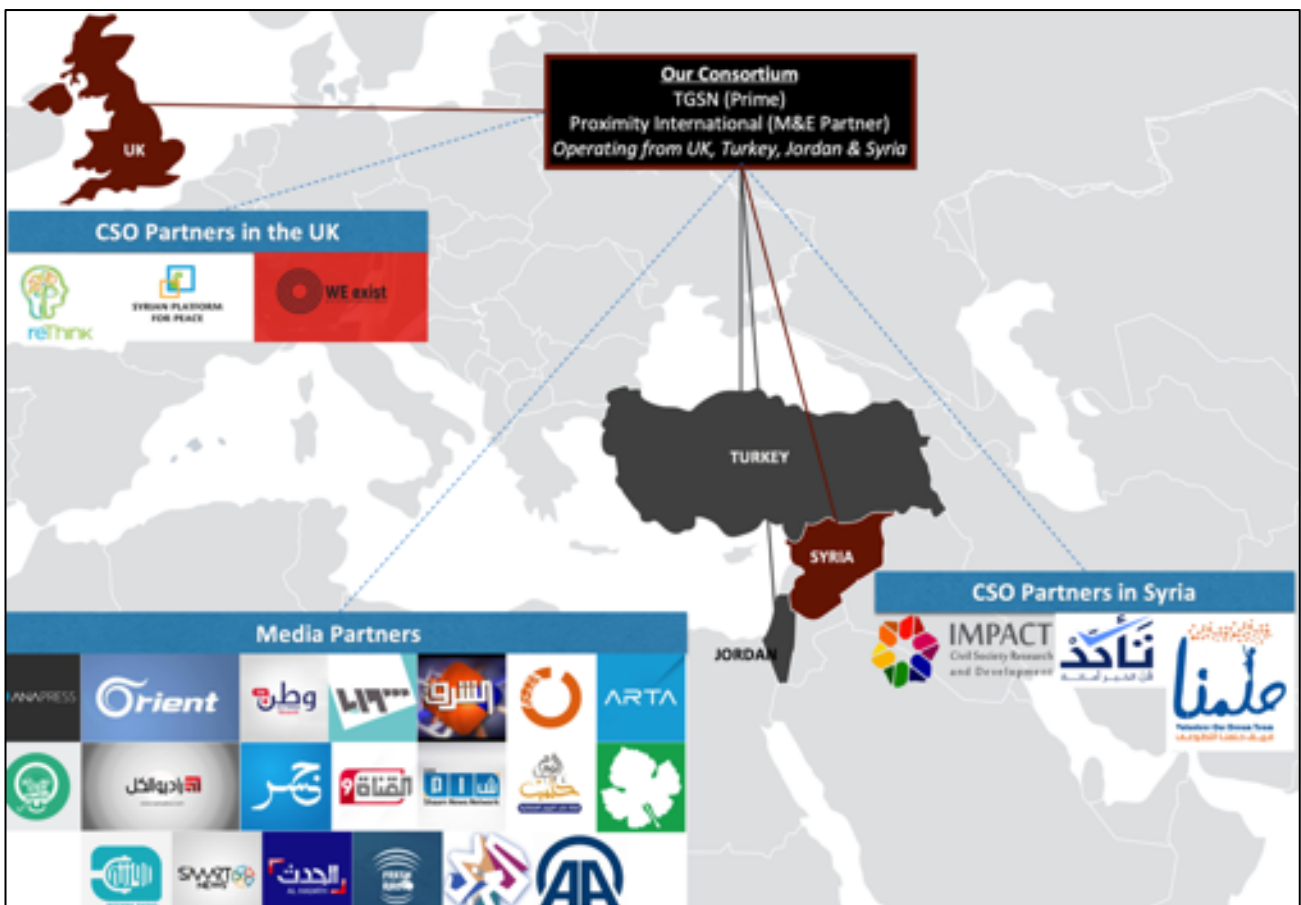 Our Consortium
TGSN (Prime)
Proximity International (M&E Partner)
Operating from UK, Turkey, Jordan & Syria
UK
CSO Partners in the UK
reThink
SYRIAN PLATFORM
FOR PEACE
WE exist
TURKEY
SYRIA
JORDAN
CSO Partners in Syria
IMPACT
Civil Society Research
and Development
تأكد
حلمنا
Media Partners
ANAPRESS
Orient
وطن
الشرق
ARTA
راديو الكل
جسر
القناة 9
Shaam News Network
حلب
SMART
NEWS
الحدث
AL HADATH
AA